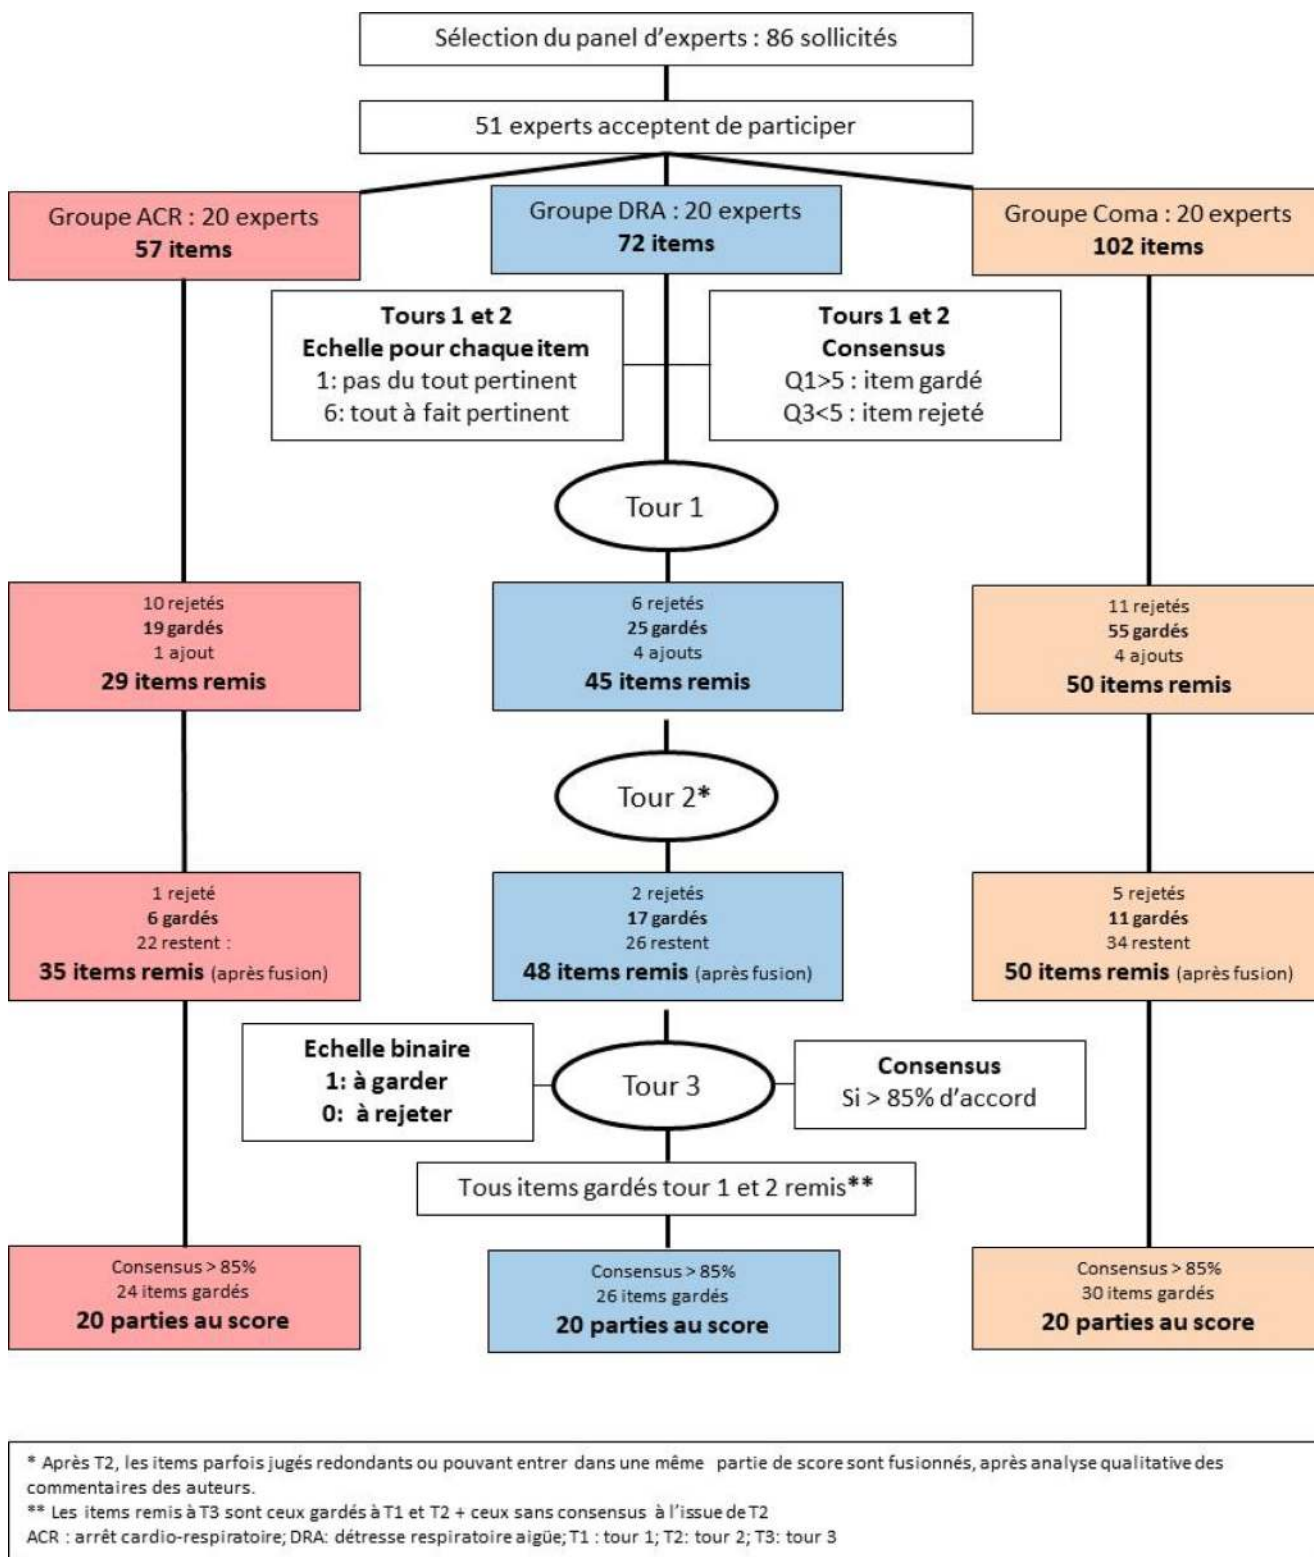 Sélection du panel d’experts : 86 sollicités
51 experts acceptent de participer
Groupe ACR : 20 experts
57 items
Groupe DRA : 20 experts
72 items
Groupe Coma : 20 experts
102 items
Tours 1 et 2
Echelle pour chaque item
1: pas du tout pertinent
6: tout à fait pertinent
Tours 1 et 2
Consensus
Q1>5 : item gardé
Q3<5 : item rejeté
Tour 1
10 rejetés
19 gardés
1 ajout
29 items remis
6 rejetés
25 gardés
4 ajouts
45 items remis
11 rejetés
55 gardés
4 ajouts
50 items remis
Tour 2*
1 rejeté
6 gardés
22 restent :
35 items remis (après fusion)
2 rejetés
17 gardés
26 restent
48 items remis (après fusion)
5 rejetés
11 gardés
34 restent
50 items remis (après fusion)
Echelle binaire
1: à garder
0: à rejeter
Tour 3
Consensus
Si > 85% d’accord
Tous items gardés tour 1 et 2 remis**
Consensus > 85%
24 items gardés
20 parties au score
Consensus > 85%
26 items gardés
20 parties au score
Consensus > 85%
30 items gardés
20 parties au score
* Après T2, les items parfois jugés redondants ou pouvant entrer dans une même partie de score sont fusionnés, après analyse qualitative des
commentaires des auteurs.
** Les items remis à T3 sont ceux gardés à T1 et T2 + ceux sans consensus à l’issue de T2
ACR : arrêt cardio-respiratoire; DRA: détresse respiratoire aigüe; T1 : tour 1; T2: tour 2; T3: tour 3